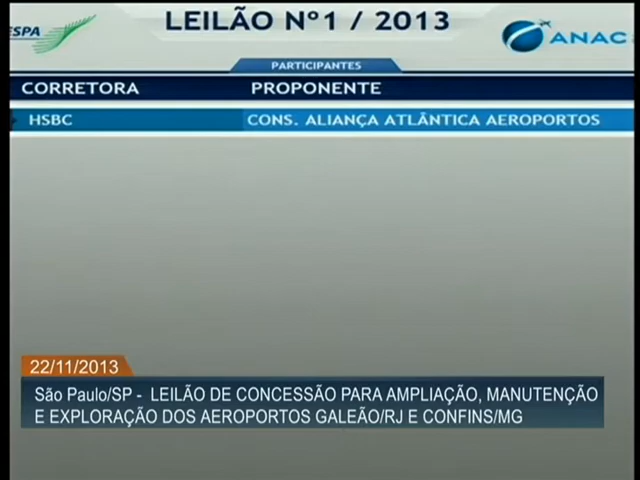 ESPA
LEILÃO Nº1 / 2013
ANAC
PARTICIPANTES
CORRETORA PROPONENTE
HSBC CONS. ALIANÇA ATLÂNTICA AEROPORTOS
22/11/2013
São Paulo/SP - LEILÃO DE CONCESSÃO PARA AMPLIAÇÃO, MANUTENÇÃO
E EXPLORAÇÃO DOS AEROPORTOS GALEÃO/RJ E CONFINS/MG